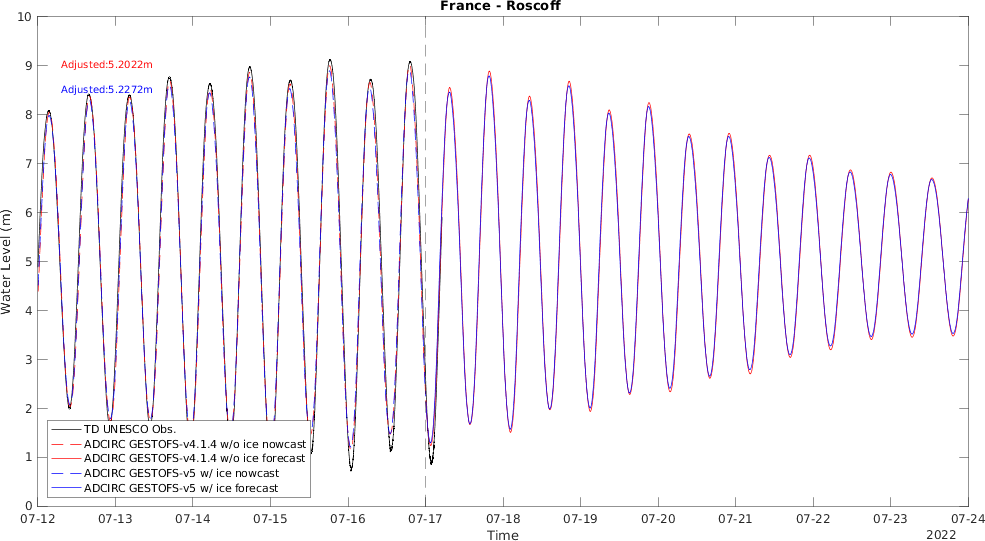 France - Roscoff
Water Level (m)
10
9
8
7
6
5
4
3
2
1
0
Adjusted:5.2022m
Adjusted:5.2272m
TD UNESCO Obs.
ADCIRC GESTOFS-v4.1.4 w/o ice nowcast
ADCIRC GESTOFS-v4.1.4 w/o ice forecast
ADCIRC GESTOFS-v5 w/ ice nowcast
ADCIRC GESTOFS-v5 w/ ice forecast
07-12 07-13 07-14 07-15 07-16 07-17 07-18 07-19 07-20 07-21 07-22 07-23 07-24
Time
2022